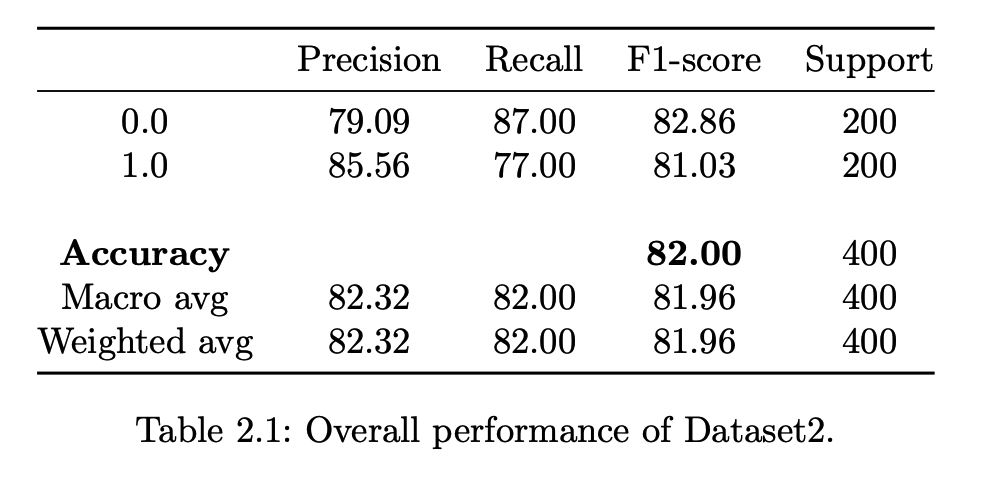 Precision Recall F1-score Support
0.0 79.09 87.00 82.86 200
1.0 85.56 77.00 81.03 200
Accuracy 82.00 400
Macro avg 82.32 82.00 81.96 400
Weighted avg 82.32 82.00 81.96 400
Table 2.1: Overall performance of Dataset2.